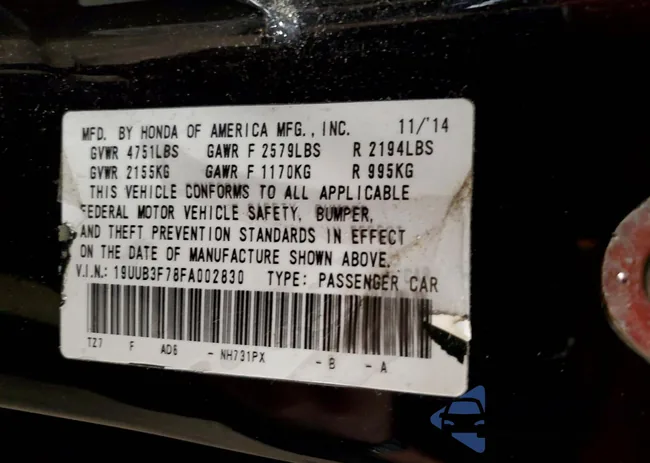 MFD. BY HONDA OF AMERICA MFG., INC. 11/'14
GVWR 4751LBS GAWR F 2579LBS R 2194LBS
GVWR 2155KG GAWR F 1170KG R 995KG
THIS VEHICLE CONFORMS TO ALL APPLICABLE
FEDERAL MOTOR VEHICLE SAFETY, BUMPER,
AND THEFT PREVENTION STANDARDS IN EFFECT
ON THE DATE OF MANUFACTURE SHOWN ABOVE.
V.I.N.: 19UUB3F78FA002830 TYPE: PASSENGER CAR
TZ7 F AD6 - NH731PX - B - A